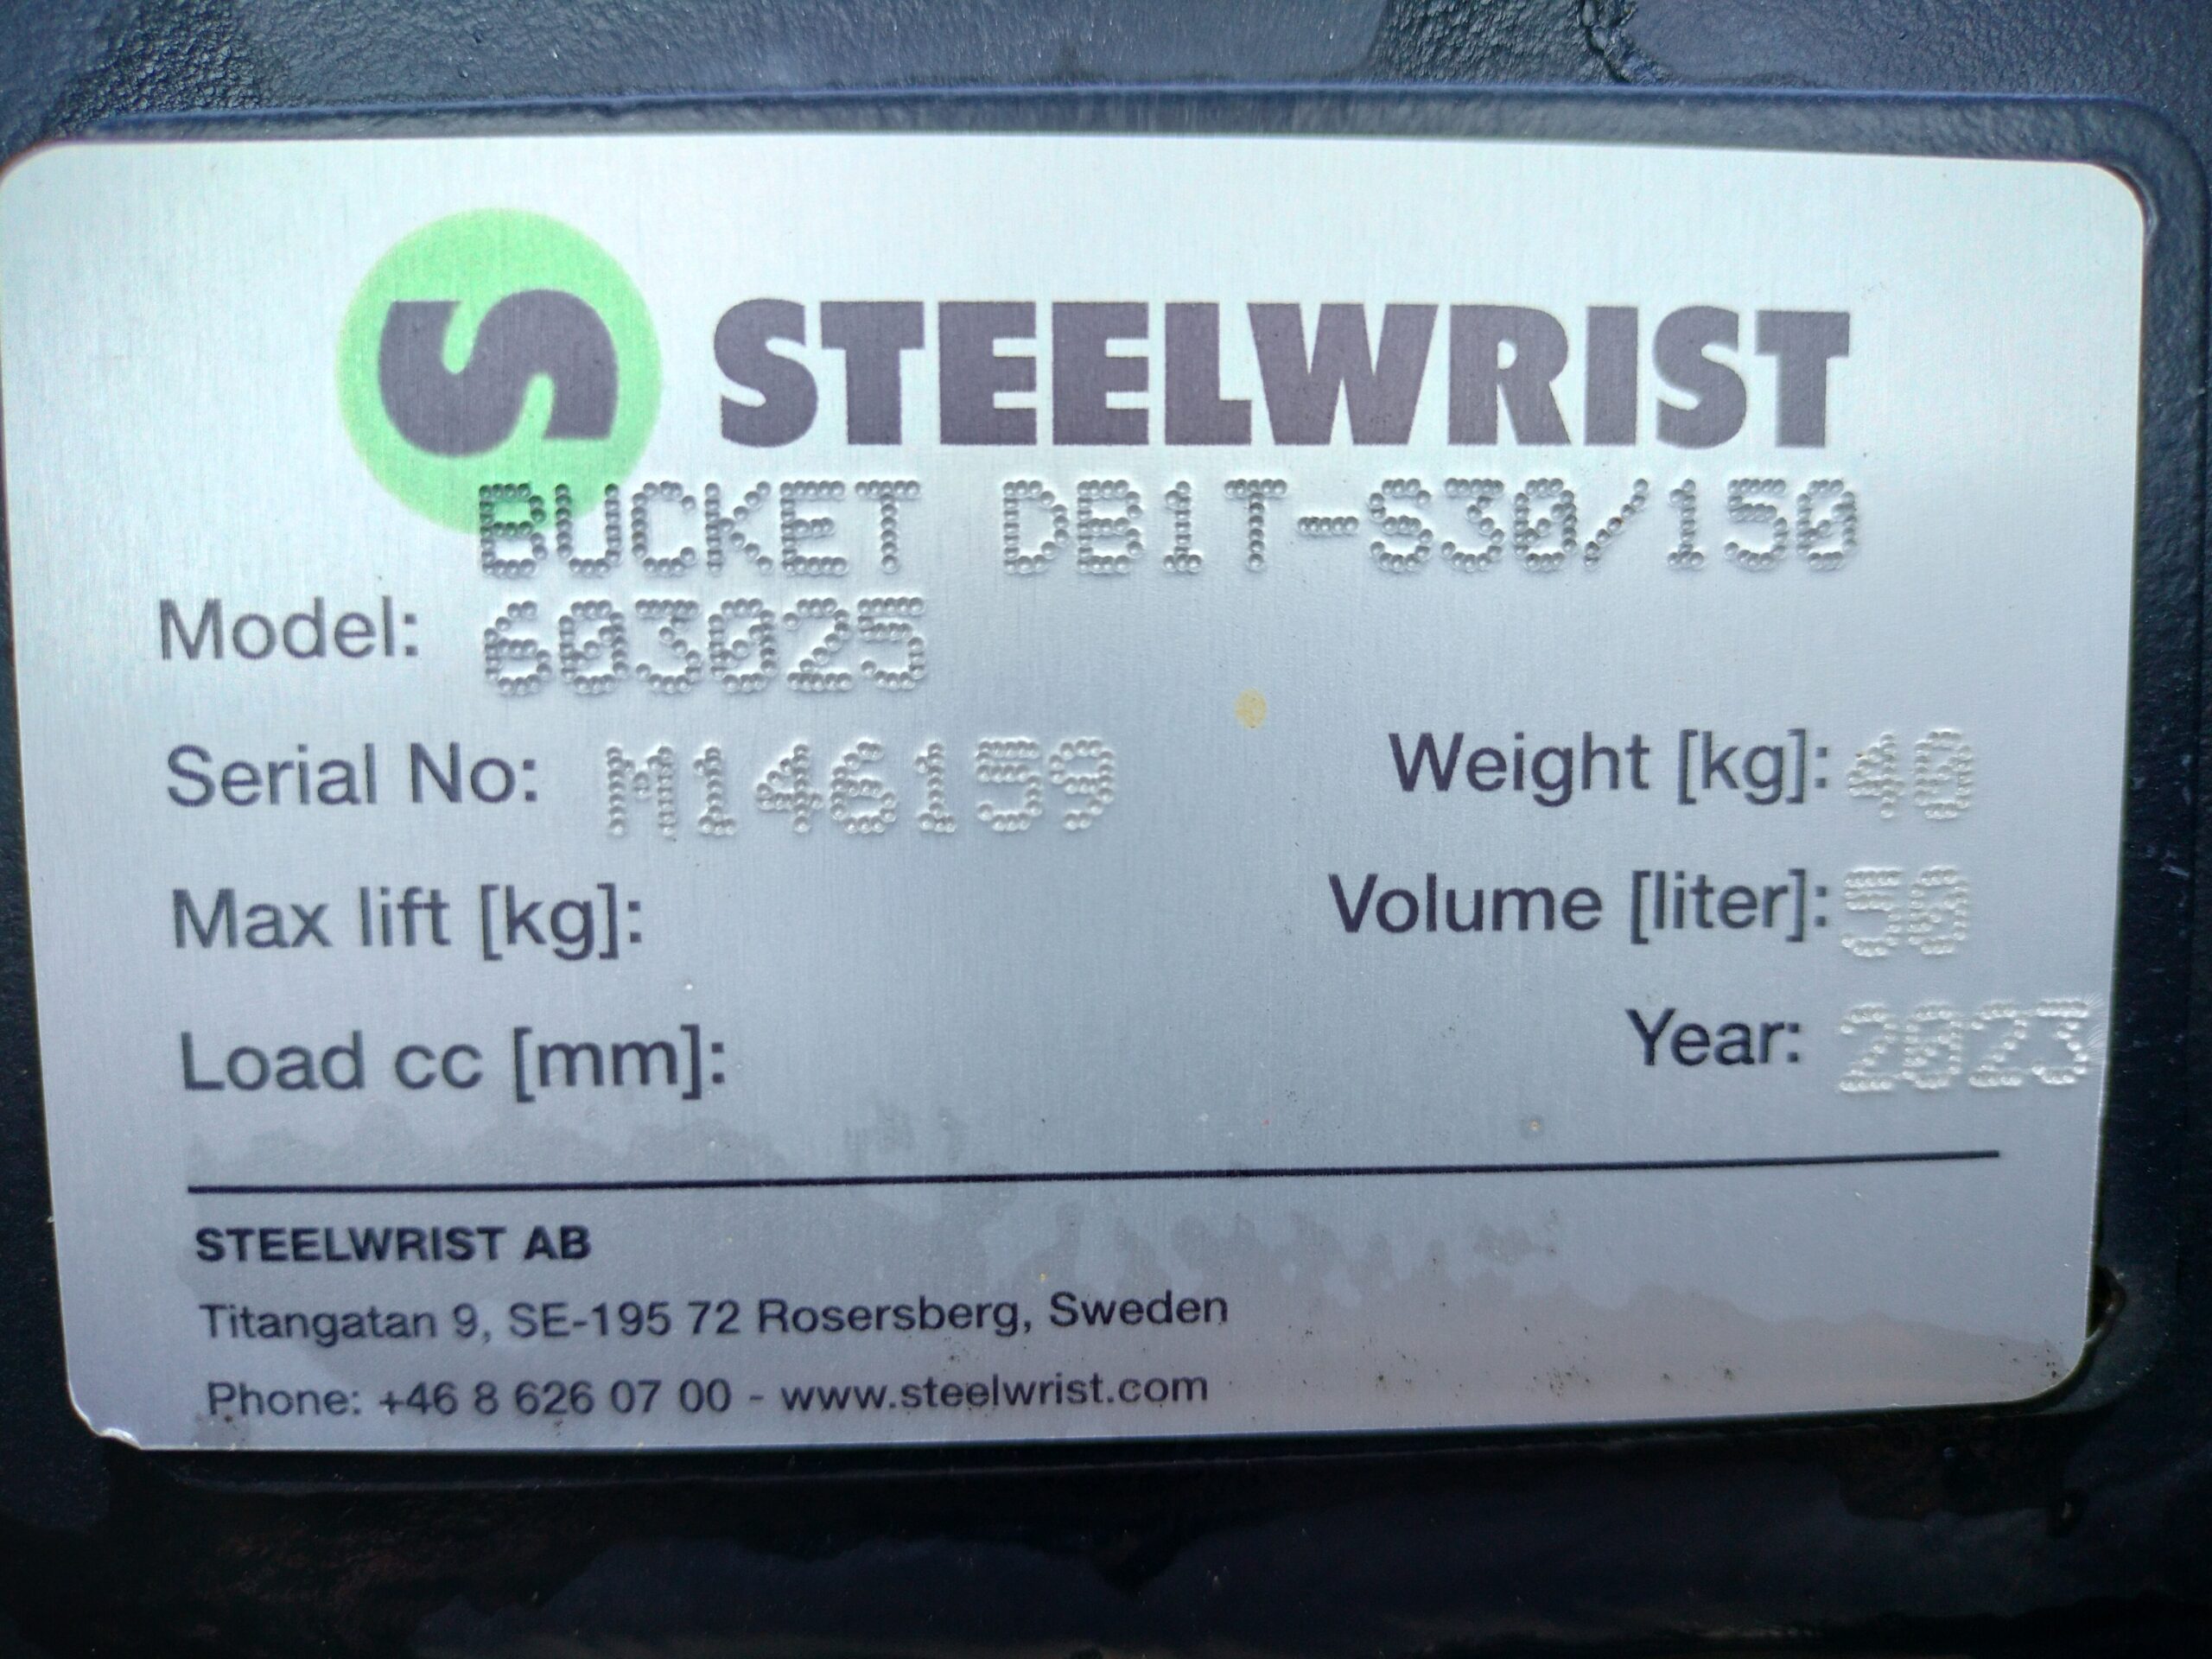 S STEELWRIST
BUCKET DB1T-S30/150
Model: 603025
Serial No: M146159 Weight [kg]: 40
Max lift [kg]: Volume [liter]: 50
Load cc [mm]: Year: 2023
STEELWRIST AB
Titangatan 9, SE-195 72 Rosersberg, Sweden
Phone: +46 8 626 07 00 - www.steelwrist.com